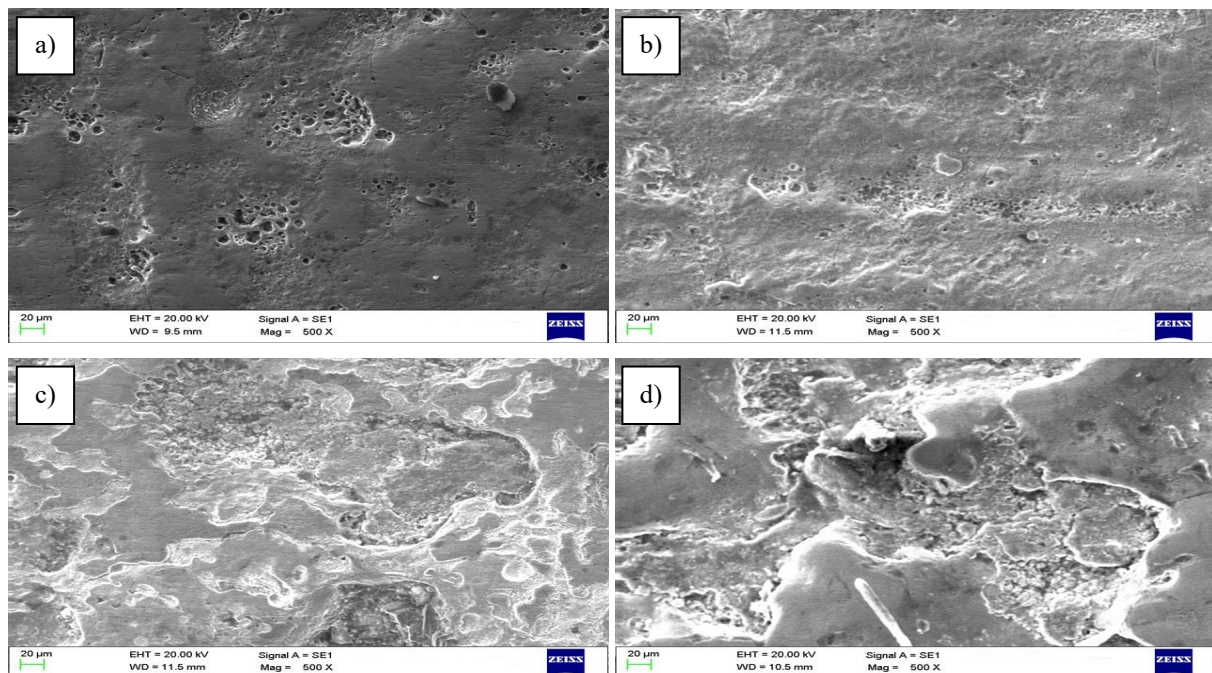 a)
20 µm
EHT = 20.00 kV
WD = 9.5 mm
Signal A = SE1
Mag = 500 X
ZEISS
b)
20 µm
EHT = 20.00 kV
WD = 11.5 mm
Signal A = SE1
Mag = 500 X
ZEISS
c)
20 µm
EHT = 20.00 kV
WD = 11.5 mm
Signal A = SE1
Mag = 500 X
ZEISS
d)
20 µm
EHT = 20.00 kV
WD = 10.5 mm
Signal A = SE1
Mag = 500 X
ZEISS